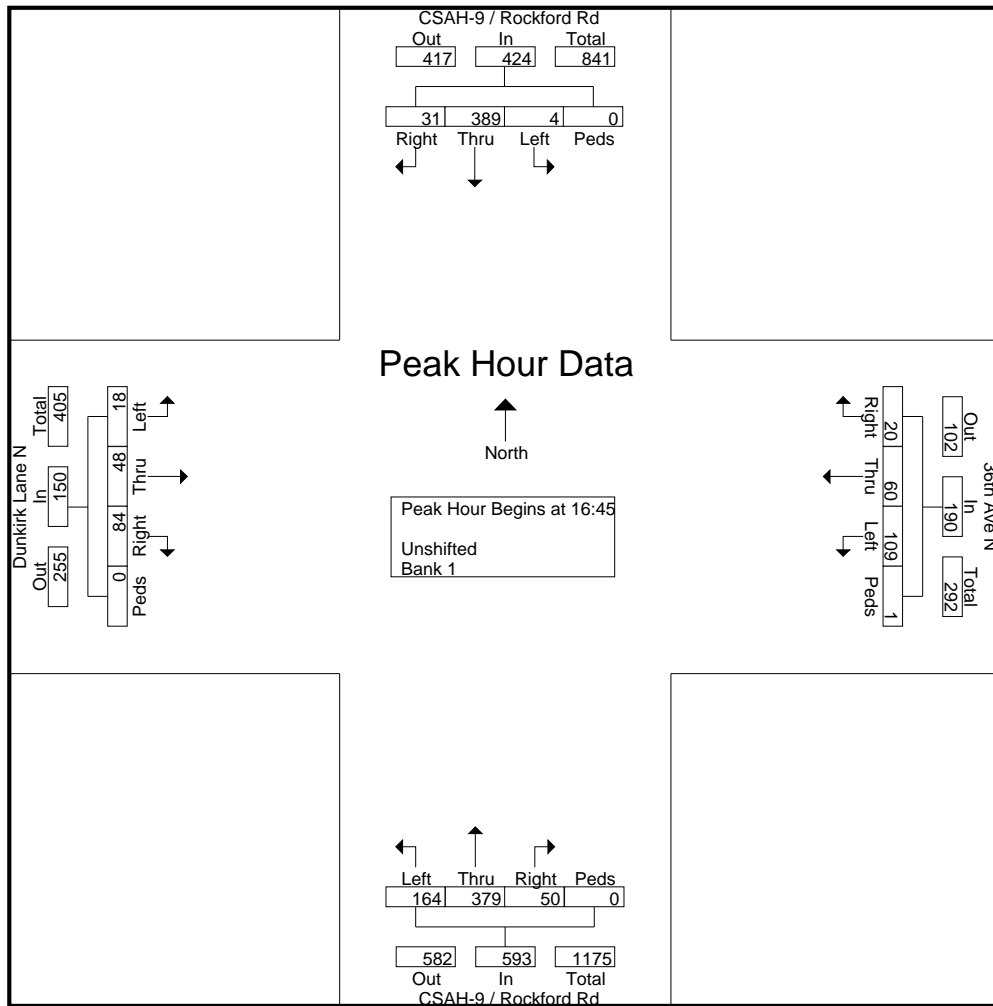 CSAH-9 / Rockford Rd
Out In Total
417 424 841
31 389 4 0
Right Thru Left Peds
Peak Hour Data
North
Peak Hour Begins at 16:45
Unshifted
Bank 1
Dunkirk Lane N
Out In Total
255 150 405
0 84 48 18
Peds Right Thru Left
36th Ave N
Out In Total
102 190 292
20 60 109 1
Right Thru Left Peds
Left Thru Right Peds
164 379 50 0
582 593 1175
Out In Total
CSAH-9 / Rockford Rd